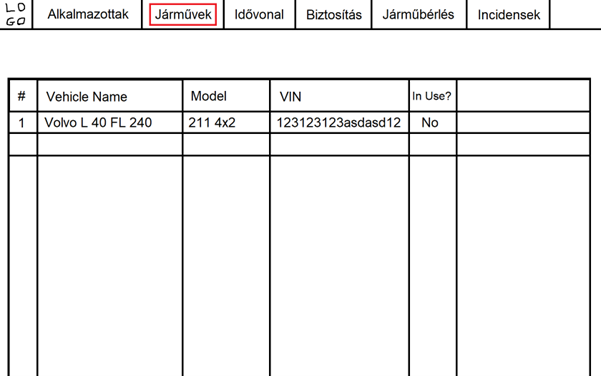 LO
GO
Alkalmazottak Járművek Idővonal Biztosítás Járműbérlés Incidensek
# Vehicle Name Model VIN In Use?
1 Volvo L 40 FL 240 211 4x2 123123123asdasd12 No